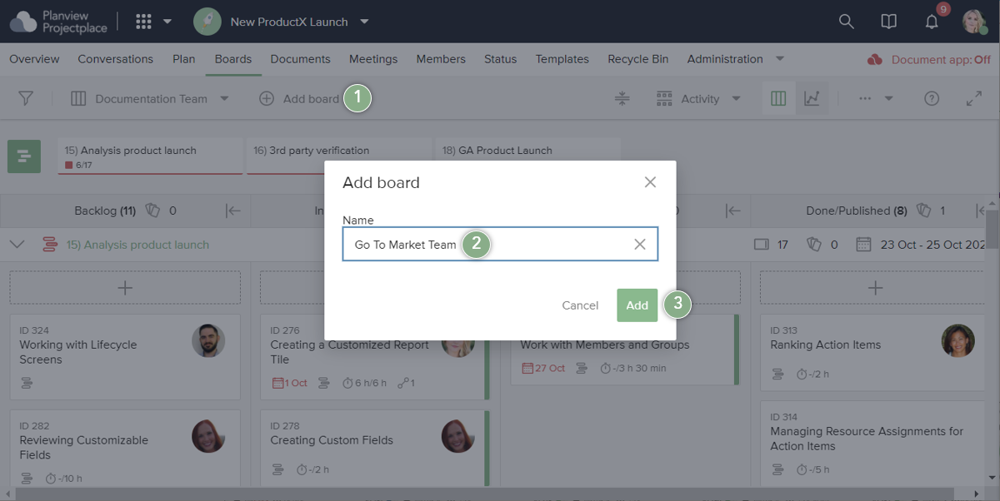 Planview
Projectplace
New ProductX Launch
9
Overview Conversations Plan Boards Documents Meetings Members Status Templates Recycle Bin Administration Document app: Off
Documentation Team Add board 1 Activity
15) Analysis product launch
6/17
16) 3rd party verification
18) GA Product Launch
Add board
Name
Go To Market Team 2
Cancel Add 3
Backlog (11) 0
In
Done/Published (8) 1
15) Analysis product launch
17 0 23 Oct - 25 Oct 202
ID 324
Working with Lifecycle
Screens
ID 276
Creating a Customized Report
Tile
1 Oct 6 h/6 h 1
Work with Members and Groups
27 Oct -/3 h 30 min
ID 313
Ranking Action Items
-/2 h
ID 282
Reviewing Customizable
Fields
-/10 h
ID 278
Creating Custom Fields
-/2 h
ID 314
Managing Resource Assignments for
Action Items
-/5 h